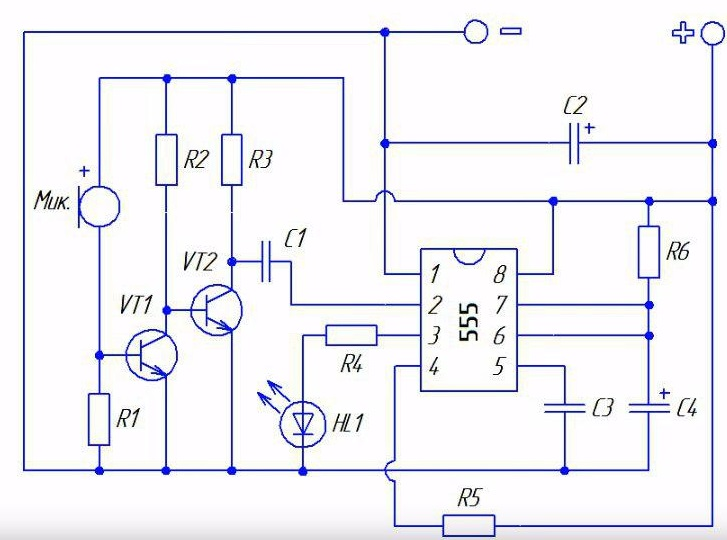 −
+
C2
+
R2
R3
+
Мик.
C1
R6
VT2
1
8
VT1
2
7
3
555
6
R4
4
5
+
R1
HL1
C3
C4
R5